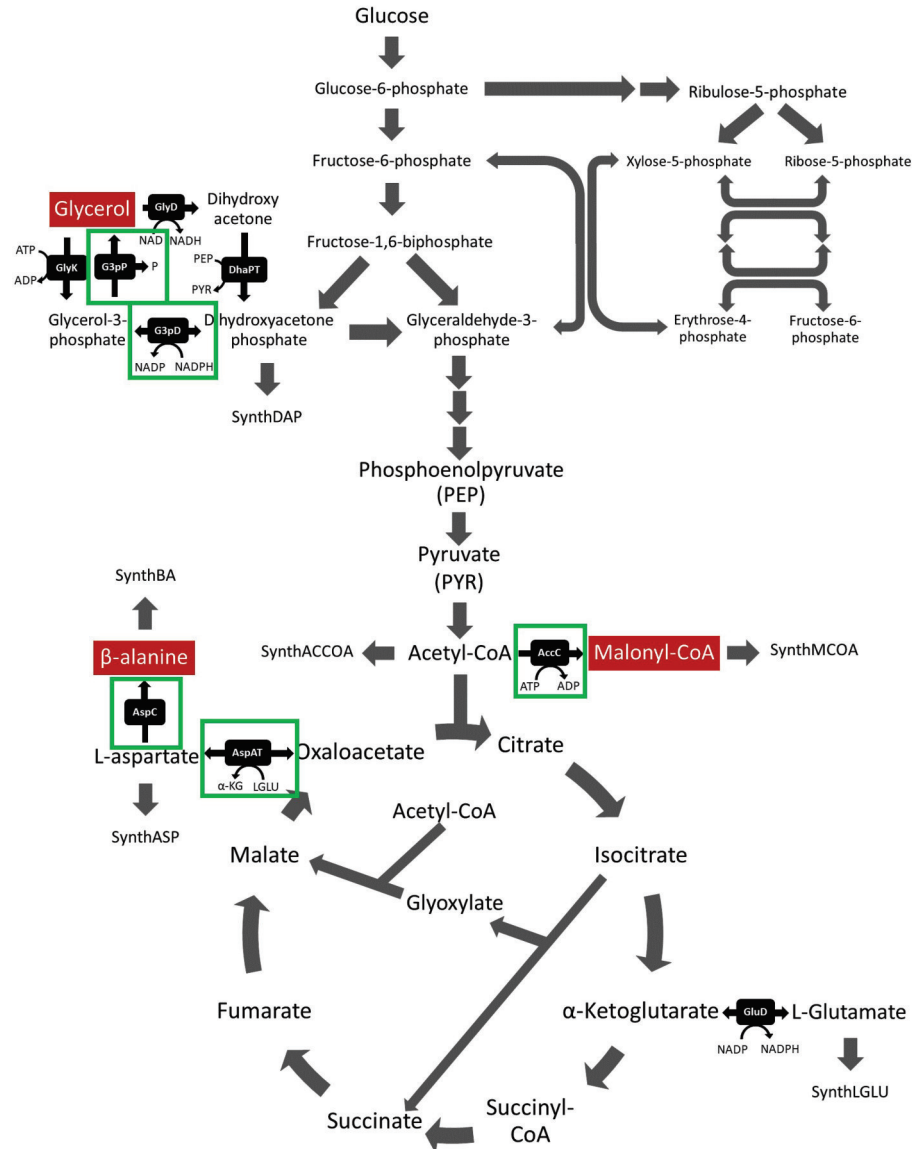 Glucose
Glucose-6-phosphate
Ribulose-5-phosphate
Fructose-6-phosphate
Xylose-5-phosphate
Ribose-5-phosphate
Glycerol
GlyD
Dihydroxy
acetone
NAD
NADH
ATP
GlyK
ADP
G3pP
P
PEP
DhaPT
PYR
Fructose-1,6-biphosphate
Glycerol-3-
phosphate
G3pD
NADP
NADPH
Dihydroxyacetone
phosphate
Glyceraldehyde-3-
phosphate
Erythrose-4-
phosphate
Fructose-6-
phosphate
SynthDAP
Phosphoenolpyruvate
(PEP)
Pyruvate
(PYR)
SynthBA
β-alanine
AspC
L-aspartate
SynthASP
SynthACCOA
Acetyl-CoA
AccC
ATP
ADP
Malonyl-CoA
SynthMCOA
AspAT
α-KG
LGLU
Oxaloacetate
Citrate
Acetyl-CoA
Malate
Isocitrate
Glyoxylate
Fumarate
α-Ketoglutarate
GluD
NADP
NADPH
L-Glutamate
SynthLGLU
Succinate
Succinyl-
CoA